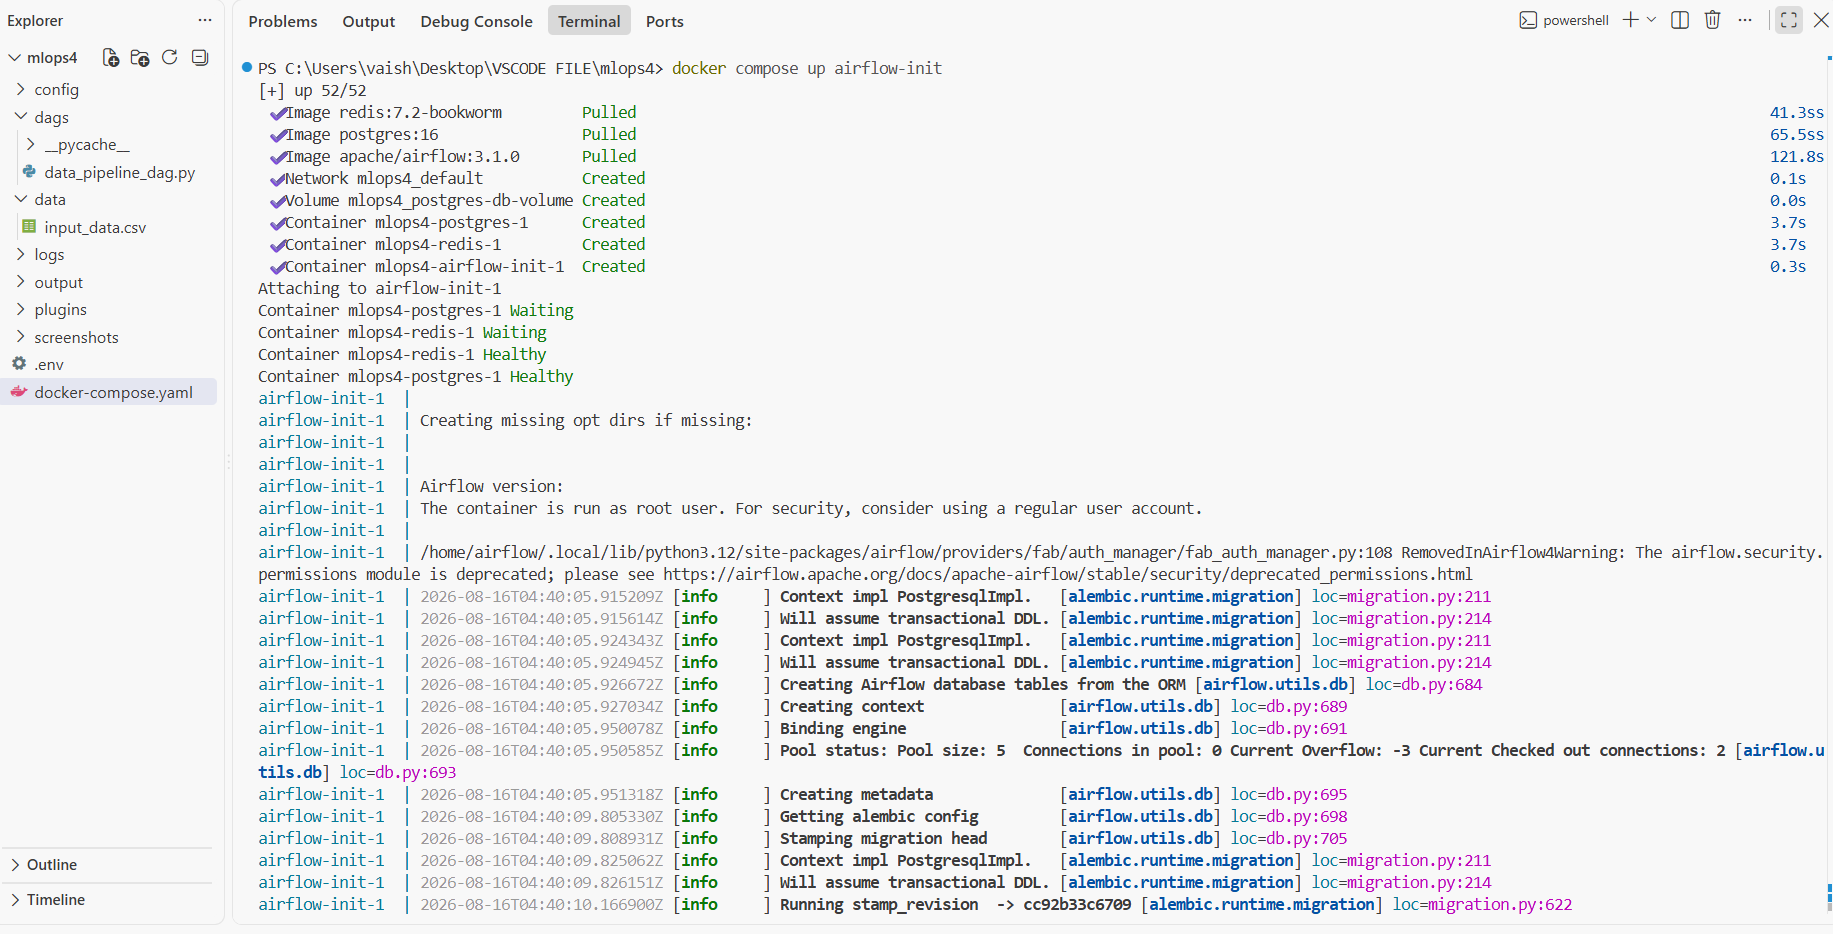 Explorer
mlops4
config
dags
__pycache__
data_pipeline_dag.py
data
input_data.csv
logs
output
plugins
screenshots
.env
docker-compose.yaml
Outline
Timeline
Problems Output Debug Console Terminal Ports
powershell
PS C:\Users\vaish\Desktop\VSCODE FILE\mlops4> docker compose up airflow-init
[+] up 52/52
✔Image redis:7.2-bookworm Pulled 41.3ss
✔Image postgres:16 Pulled 65.5ss
✔Image apache/airflow:3.1.0 Pulled 121.8s
✔Network mlops4_default Created 0.1s
✔Volume mlops4_postgres-db-volume Created 0.0s
✔Container mlops4-postgres-1 Created 3.7s
✔Container mlops4-redis-1 Created 3.7s
✔Container mlops4-airflow-init-1 Created 0.3s
Attaching to airflow-init-1
Container mlops4-postgres-1 Waiting
Container mlops4-redis-1 Waiting
Container mlops4-redis-1 Healthy
Container mlops4-postgres-1 Healthy
airflow-init-1 |
airflow-init-1 | Creating missing opt dirs if missing:
airflow-init-1 |
airflow-init-1 |
airflow-init-1 | Airflow version:
airflow-init-1 | The container is run as root user. For security, consider using a regular user account.
airflow-init-1 |
airflow-init-1 | /home/airflow/.local/lib/python3.12/site-packages/airflow/providers/fab/auth_manager/fab_auth_manager.py:108 RemovedInAirflow4Warning: The airflow.security.
permissions module is deprecated; please see https://airflow.apache.org/docs/apache-airflow/stable/security/deprecated_permissions.html
airflow-init-1 | 2026-08-16T04:40:05.915209Z [info ] Context impl PostgresqlImpl. [alembic.runtime.migration] loc=migration.py:211
airflow-init-1 | 2026-08-16T04:40:05.915614Z [info ] Will assume transactional DDL. [alembic.runtime.migration] loc=migration.py:214
airflow-init-1 | 2026-08-16T04:40:05.924343Z [info ] Context impl PostgresqlImpl. [alembic.runtime.migration] loc=migration.py:211
airflow-init-1 | 2026-08-16T04:40:05.924945Z [info ] Will assume transactional DDL. [alembic.runtime.migration] loc=migration.py:214
airflow-init-1 | 2026-08-16T04:40:05.926672Z [info ] Creating Airflow database tables from the ORM [airflow.utils.db] loc=db.py:684
airflow-init-1 | 2026-08-16T04:40:05.927034Z [info ] Creating context [airflow.utils.db] loc=db.py:689
airflow-init-1 | 2026-08-16T04:40:05.950078Z [info ] Binding engine [airflow.utils.db] loc=db.py:691
airflow-init-1 | 2026-08-16T04:40:05.950585Z [info ] Pool status: Pool size: 5 Connections in pool: 0 Current Overflow: -3 Current Checked out connections: 2 [airflow.u
tils.db] loc=db.py:693
airflow-init-1 | 2026-08-16T04:40:05.951318Z [info ] Creating metadata [airflow.utils.db] loc=db.py:695
airflow-init-1 | 2026-08-16T04:40:09.805330Z [info ] Getting alembic config [airflow.utils.db] loc=db.py:698
airflow-init-1 | 2026-08-16T04:40:09.808931Z [info ] Stamping migration head [airflow.utils.db] loc=db.py:705
airflow-init-1 | 2026-08-16T04:40:09.825062Z [info ] Context impl PostgresqlImpl. [alembic.runtime.migration] loc=migration.py:211
airflow-init-1 | 2026-08-16T04:40:09.826151Z [info ] Will assume transactional DDL. [alembic.runtime.migration] loc=migration.py:214
airflow-init-1 | 2026-08-16T04:40:10.166900Z [info ] Running stamp_revision -> cc92b33c6709 [alembic.runtime.migration] loc=migration.py:622